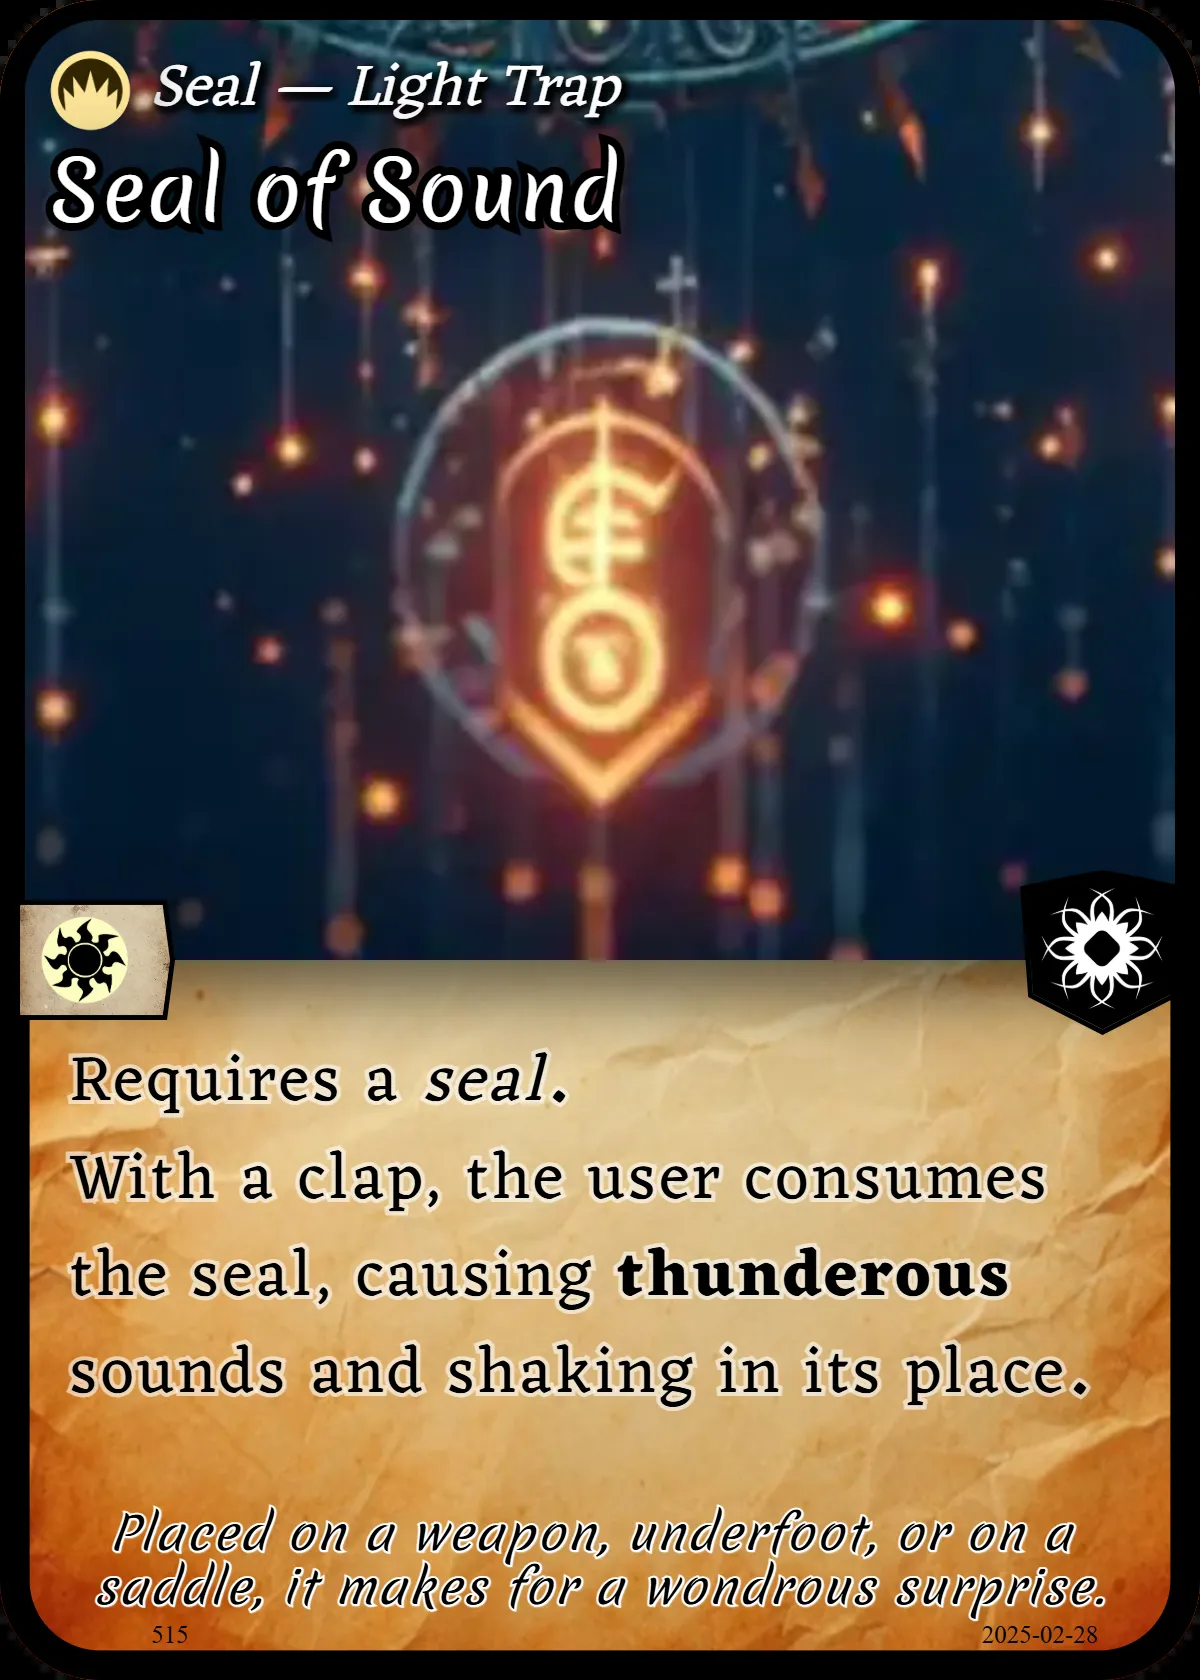 Seal — Light Trap
Seal of Sound
Requires a seal.
With a clap, the user consumes
the seal, causing thunderous
sounds and shaking in its place.
Placed on a weapon, underfoot, or on a
saddle, it makes for a wondrous surprise.
515
2025-02-28